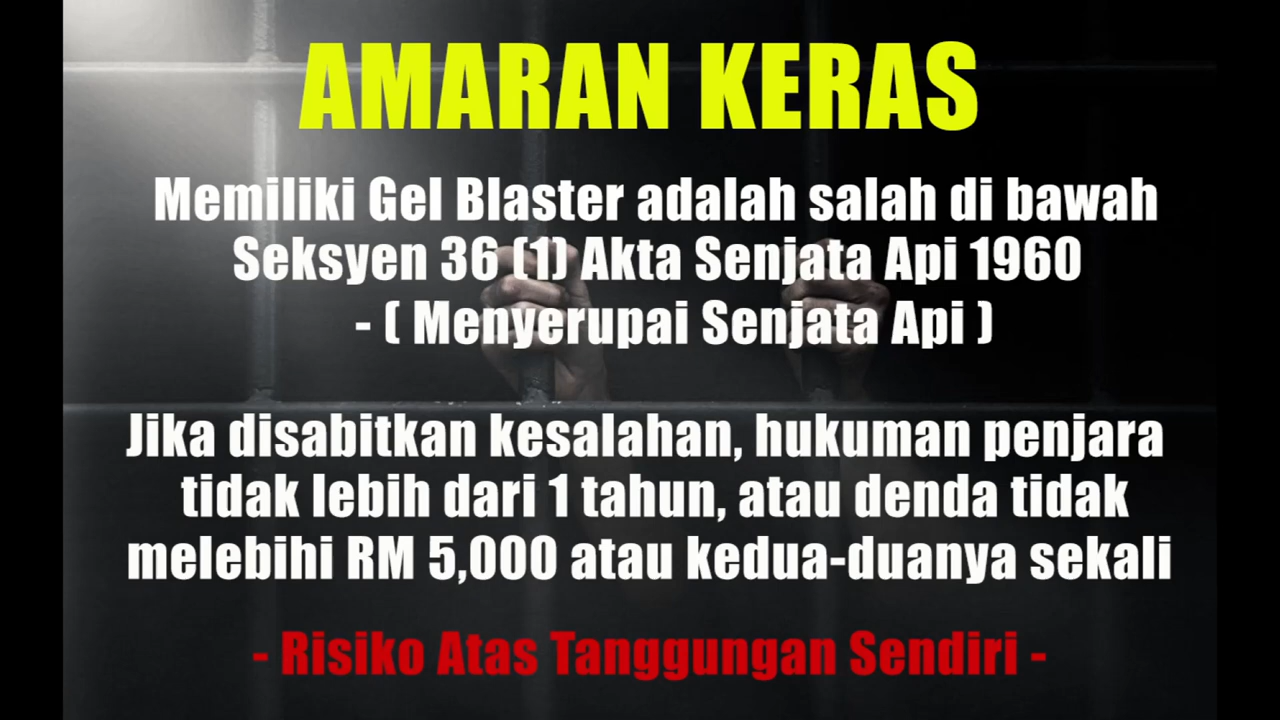 AMARAN KERAS
Memiliki Gel Blaster adalah salah di bawah
Seksyen 36 (1) Akta Senjata Api 1960
- ( Menyerupai Senjata Api )
Jika disabitkan kesalahan, hukuman penjara
tidak lebih dari 1 tahun, atau denda tidak
melebihi RM 5,000 atau kedua-duanya sekali
- Risiko Atas Tanggungan Sendiri -